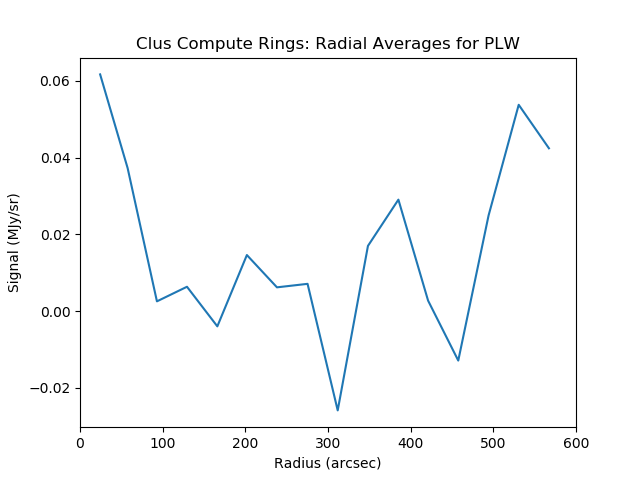 Clus Compute Rings: Radial Averages for PLW
0.06
0.04
0.02
0.00
−0.02
Signal (MJy/sr)
0 100 200 300 400 500 600
Radius (arcsec)